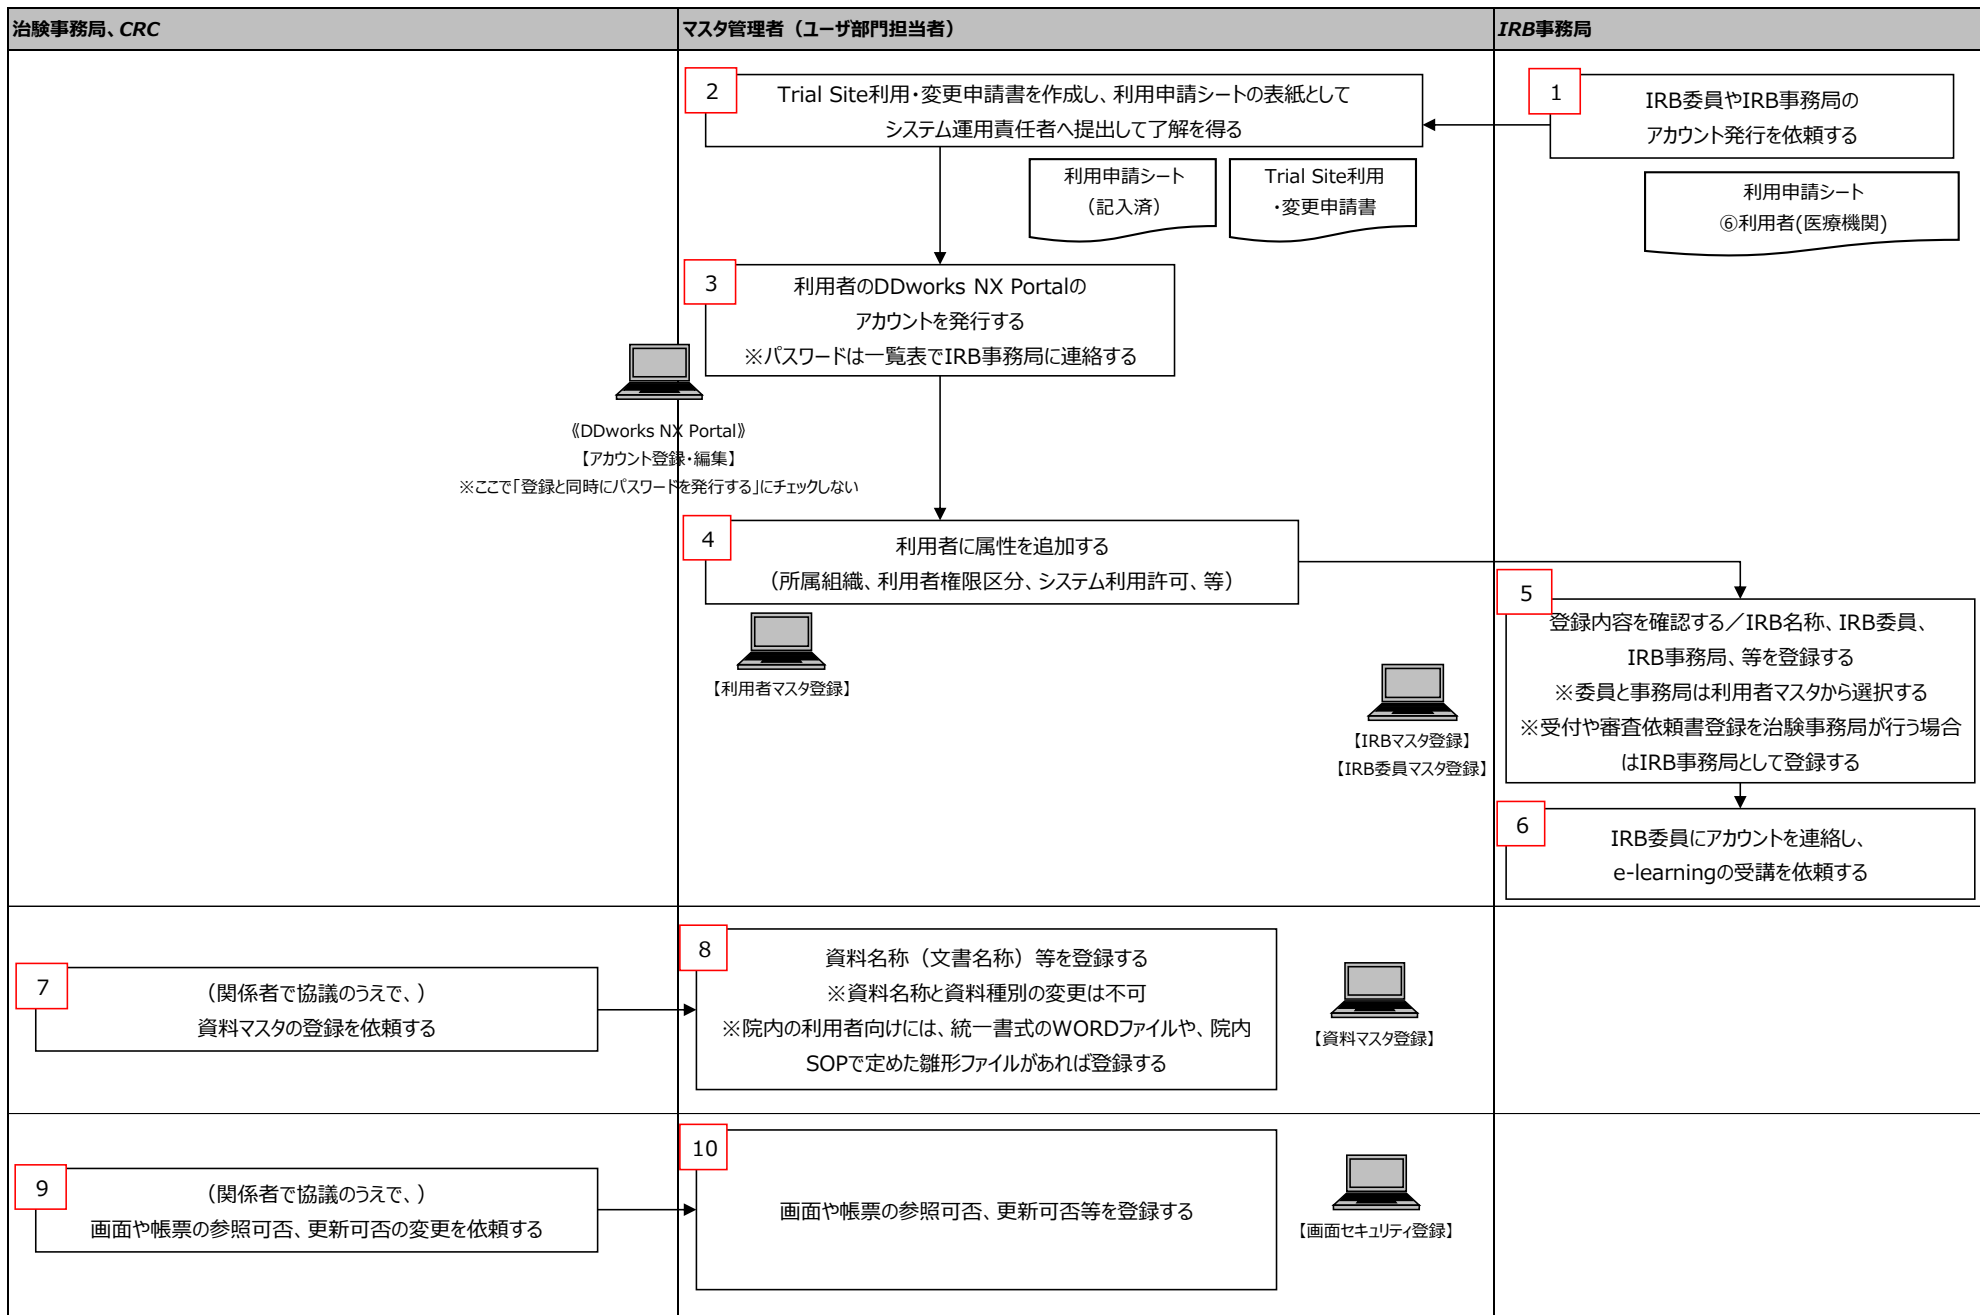 治験事務局、CRC
マスタ管理者（ユーザ部門担当者）
IRB事務局
1
IRB委員やIRB事務局の
アカウント発行を依頼する
利用申請シート
⑥利用者(医療機関)
2
Trial Site利用・変更申請書を作成し、利用申請シートの表紙として
システム運用責任者へ提出して了解を得る
利用申請シート
（記入済）
Trial Site利用
・変更申請書
3
利用者のDDworks NX Portalの
アカウントを発行する
※パスワードは一覧表でIRB事務局に連絡する
《DDworks NX Portal》
【アカウント登録・編集】
※ここで「登録と同時にパスワードを発行する」にチェックしない
4
利用者に属性を追加する
（所属組織、利用者権限区分、システム利用許可、等）
【利用者マスタ登録】
5
登録内容を確認する／IRB名称、IRB委員、
IRB事務局、等を登録する
※委員と事務局は利用者マスタから選択する
※受付や審査依頼書登録を治験事務局が行う場合
はIRB事務局として登録する
【IRBマスタ登録】
【IRB委員マスタ登録】
6
IRB委員にアカウントを連絡し、
e-learningの受講を依頼する
7
（関係者で協議のうえで、）
資料マスタの登録を依頼する
8
資料名称（文書名称）等を登録する
※資料名称と資料種別の変更は不可
※院内の利用者向けには、統一書式のWORDファイルや、院内
SOPで定めた雛形ファイルがあれば登録する
【資料マスタ登録】
9
（関係者で協議のうえで、）
画面や帳票の参照可否、更新可否の変更を依頼する
10
画面や帳票の参照可否、更新可否等を登録する
【画面セキュリティ登録】